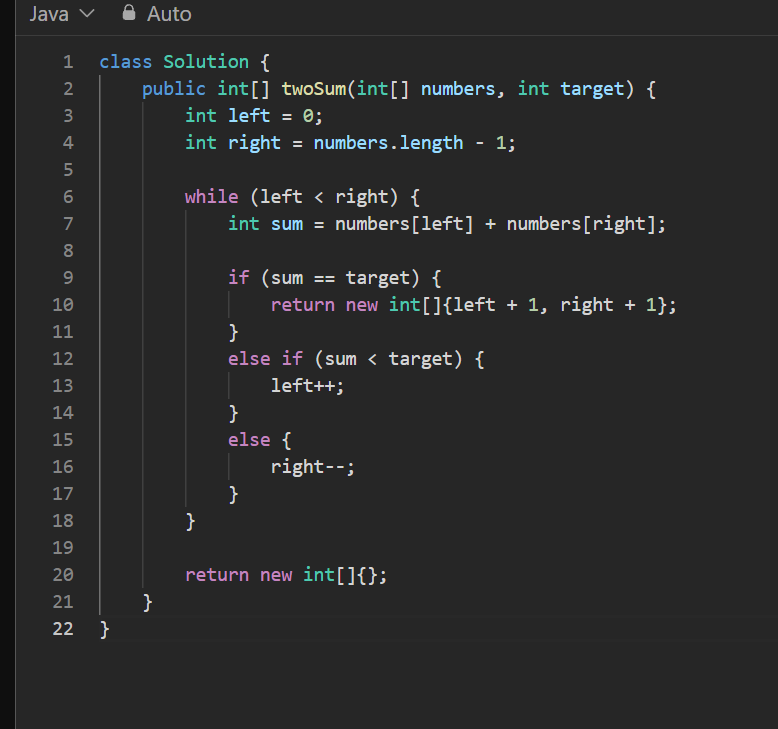 Java Auto
1 class Solution {
2     public int[] twoSum(int[] numbers, int target) {
3         int left = 0;
4         int right = numbers.length - 1;
5
6         while (left < right) {
7             int sum = numbers[left] + numbers[right];
8
9             if (sum == target) {
10                 return new int[]{left + 1, right + 1};
11             }
12             else if (sum < target) {
13                 left++;
14             }
15             else {
16                 right--;
17             }
18         }
19
20         return new int[]{};
21     }
22 }